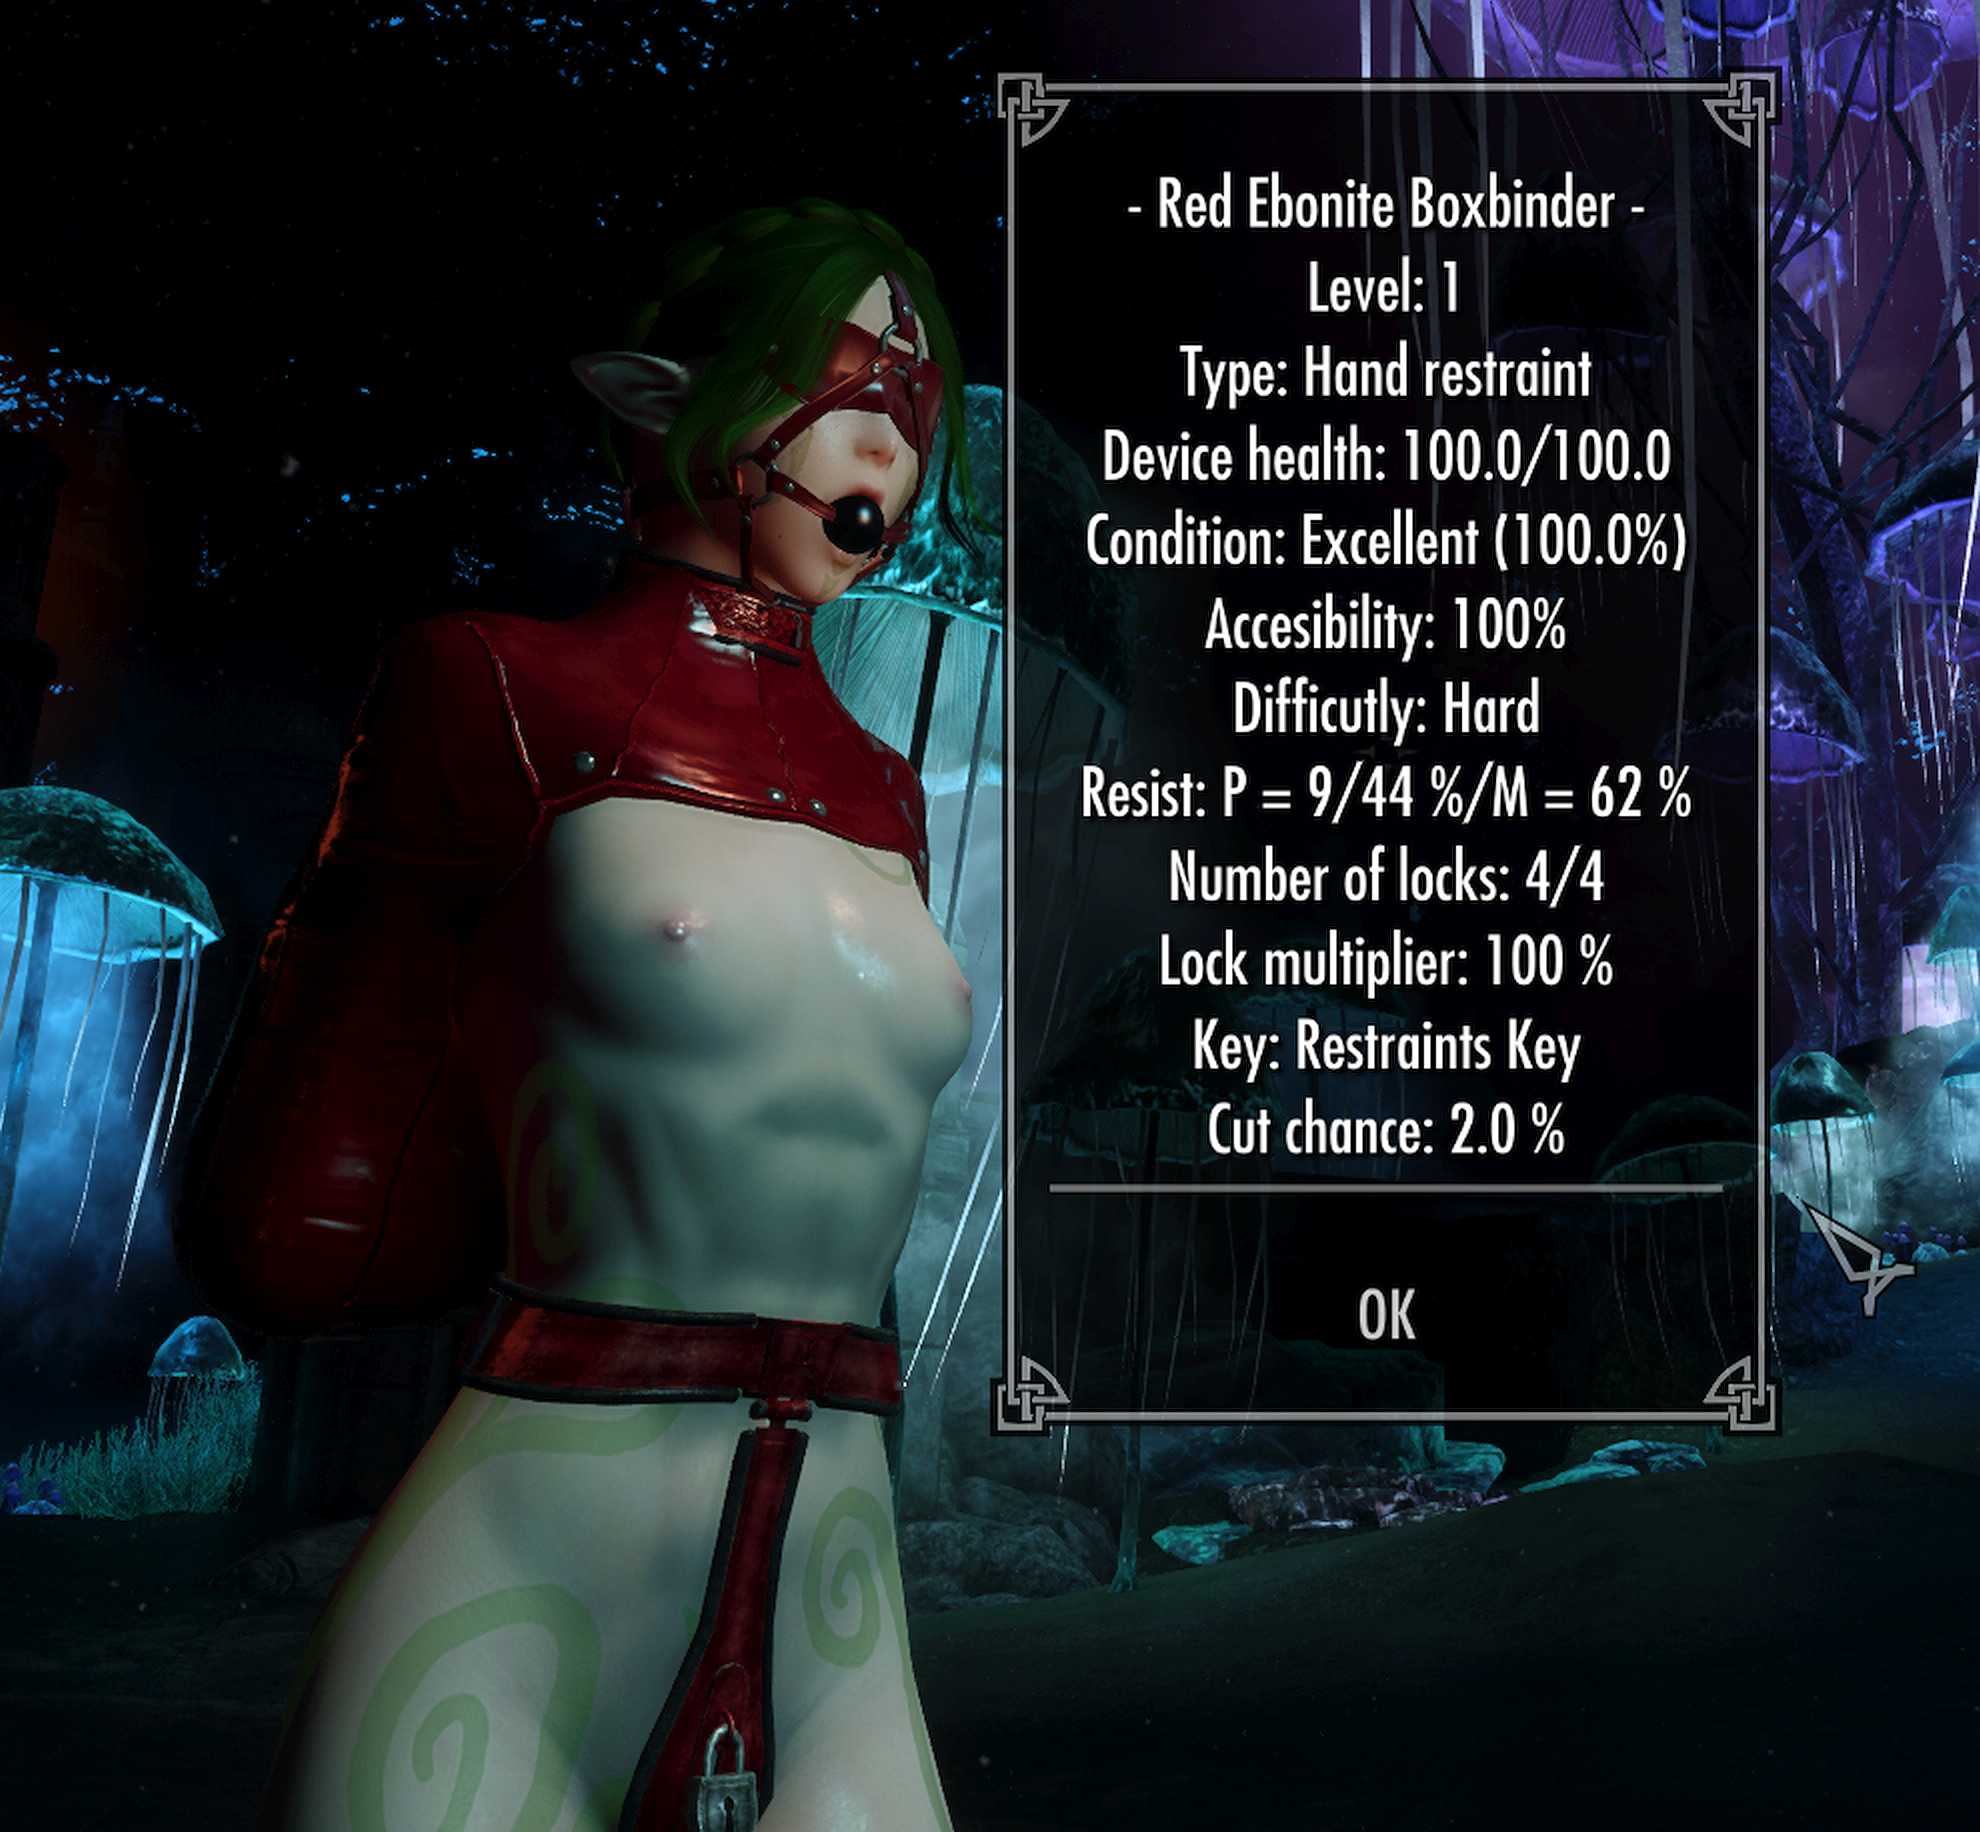 - Red Ebonite Boxbinder -
Level: 1
Type: Hand restraint
Device health: 100.0/100.0
Condition: Excellent (100.0%)
Accesibility: 100%
Difficutly: Hard
Resist: P = 9/44 %/M = 62 %
Number of locks: 4/4
Lock multiplier: 100 %
Key: Restraints Key
Cut chance: 2.0 %
OK